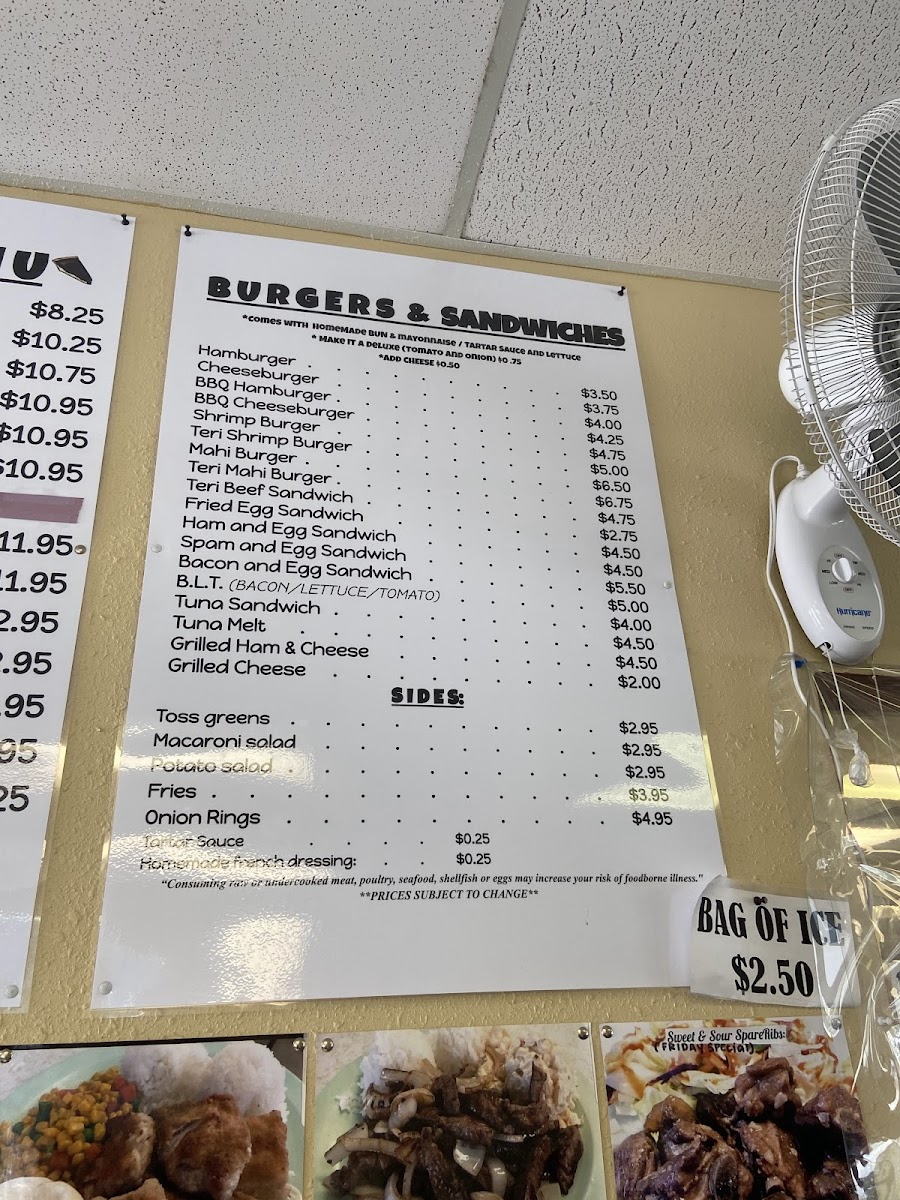 $8.25
$10.25
$10.75
$10.95
$10.95
$10.95
11.95
11.95
2.95
.95
.95
95
25
BURGERS & SANDWICHES
*COMES WITH HOMEMADE BUN & MAYONNAISE / TARTAR SAUCE AND LETTUCE
* MAKE IT A DELUXE (TOMATO AND ONION) $0 .75
*ADD CHEESE $0.50
Hamburger . . . . . . . . . $3.50
Cheeseburger . . . . . . . . . $3.75
BBQ Hamburger . . . . . . . . . $4.00
BBQ Cheeseburger . . . . . . . . $4.25
Shrimp Burger . . . . . . . . . $4.75
Teri Shrimp Burger . . . . . . . . $5.00
Mahi Burger . . . . . . . . . $6.50
Teri Mahi Burger . . . . . . . . . $6.75
Teri Beef Sandwich . . . . . . . . $4.75
Fried Egg Sandwich . . . . . . . $2.75
Ham and Egg Sandwich . . . . . . . $4.50
Spam and Egg Sandwich . . . . . . $4.50
Bacon and Egg Sandwich . . . . . . $5.50
B.L.T. (BACON/LETTUCE/TOMATO) . . . . $5.00
Tuna Sandwich . . . . . . . . . $4.00
Tuna Melt . . . . . . . . . . $4.50
Grilled Ham & Cheese . . . . . . . $4.50
Grilled Cheese . . . . . . . . . $2.00
SIDES:
Toss greens . . . . . . . . . . $2.95
Macaroni salad . . . . . . . . . $2.95
Potato salad . . . . . . . . . . $2.95
Fries . . . . . . . . . . . . $3.95
Onion Rings . . . . . . . . . . $4.95
Tartar Sauce . . . . . $0.25
Homemade french dressing: . . . $0.25
"Consuming raw or undercooked meat, poultry, seafood, shellfish or eggs may increase your risk of foodborne illness."
**PRICES SUBJECT TO CHANGE**
BAG OF ICE
$2.50
Hurricane
Sweet & Sour SpareRibs:
(FRIDAY SPECIAL)